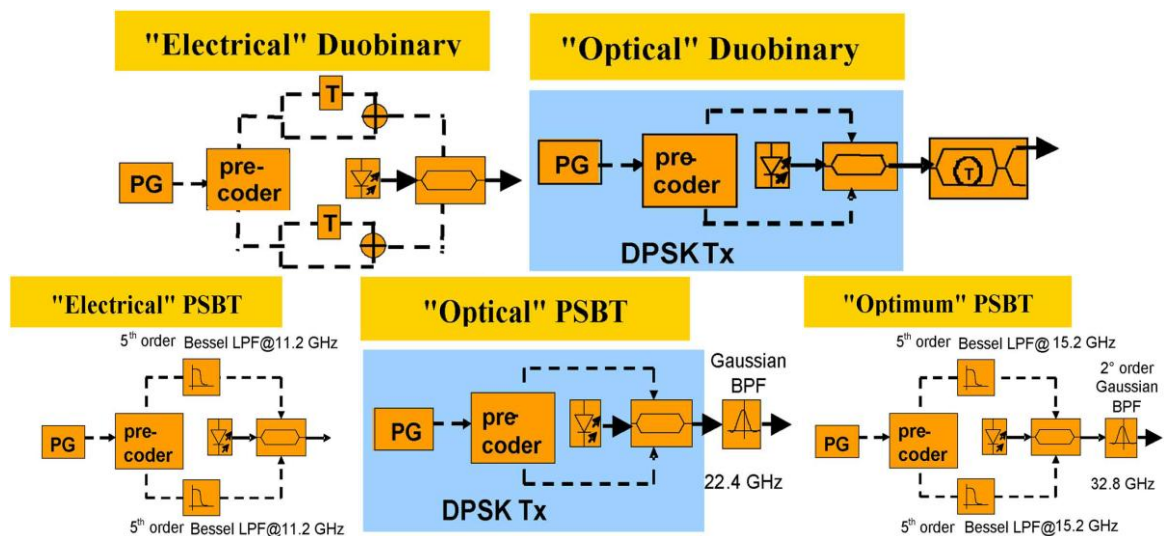 "Electrical" Duobinary
T
PG
pre-
coder
T
"Optical" Duobinary
PG
pre-
coder
T
DPSK Tx
"Electrical" PSBT
5th order Bessel LPF@11.2 GHz
PG
pre-
coder
5th order Bessel LPF@11.2 GHz
"Optical" PSBT
Gaussian
BPF
PG
pre-
coder
22.4 GHz
DPSK Tx
"Optimum" PSBT
5th order Bessel LPF@15.2 GHz
2° order
Gaussian
BPF
PG
pre-
coder
32.8 GHz
5th order Bessel LPF@15.2 GHz